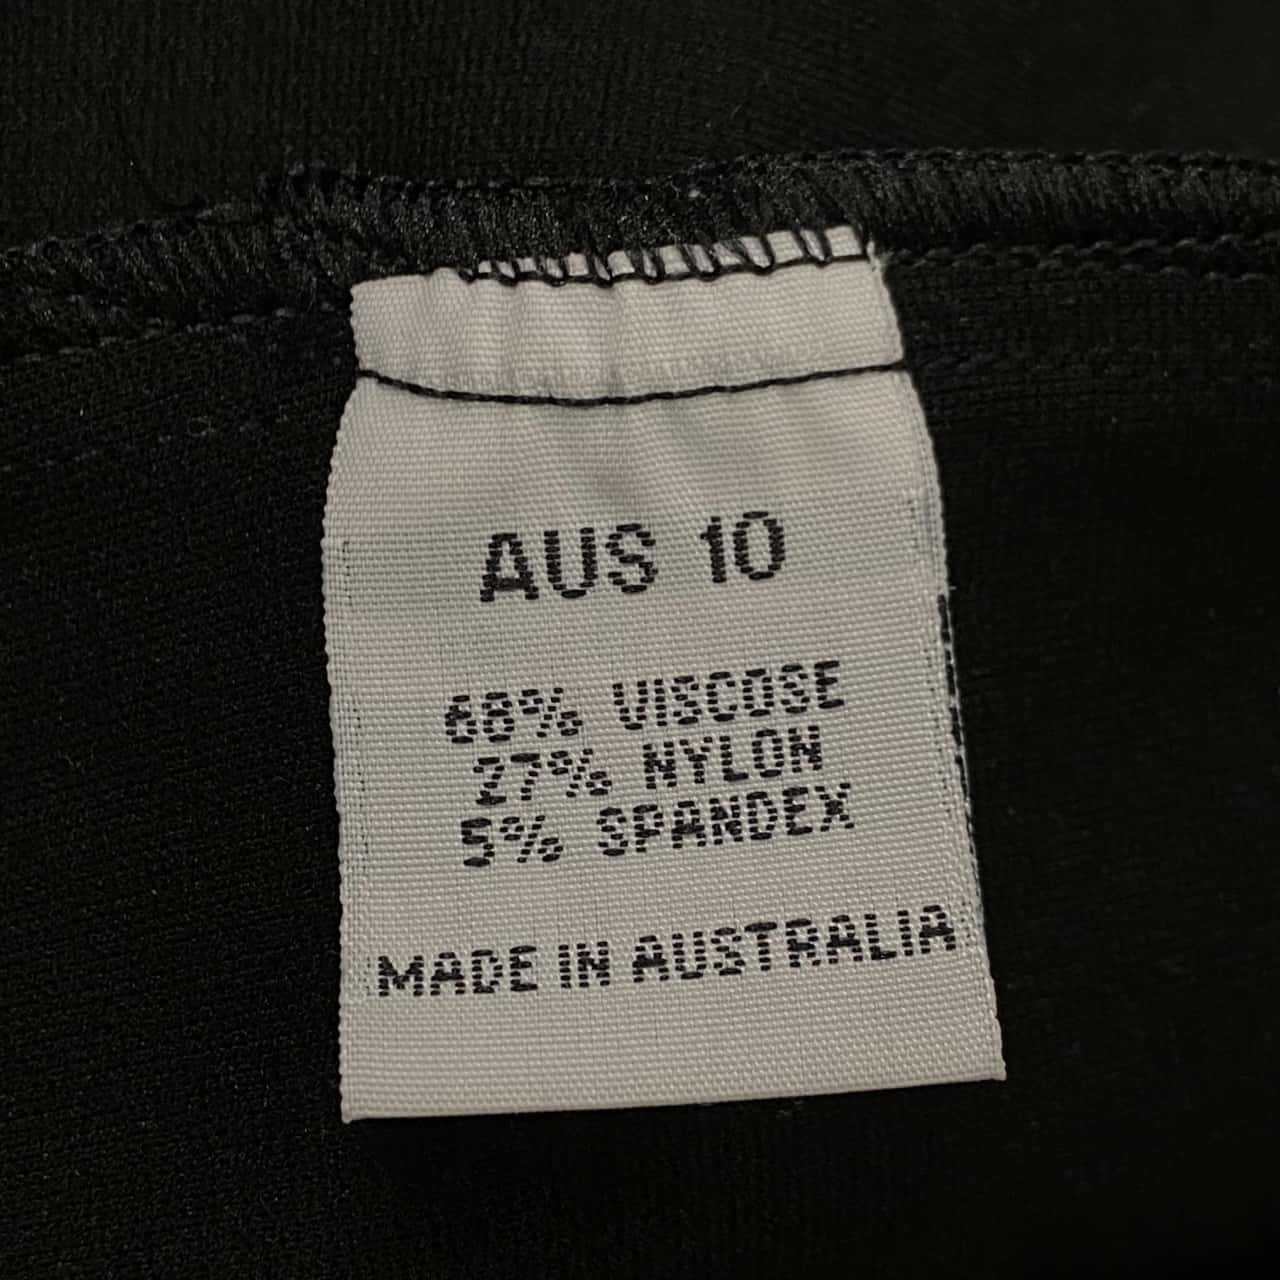 AUS 10
68% VISCOSE
27% NYLON
5% SPANDEX
MADE IN AUSTRALIA